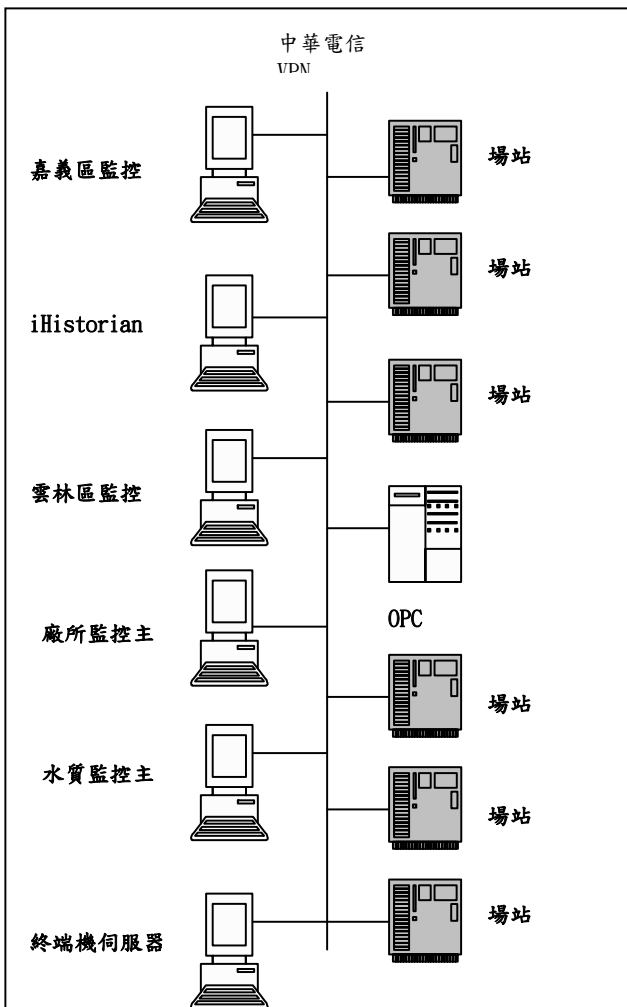 中華電信
VPN
嘉義區監控
場站
場站
iHistorian
場站
雲林區監控
OPC
廠所監控主
場站
水質監控主
場站
場站
終端機伺服器